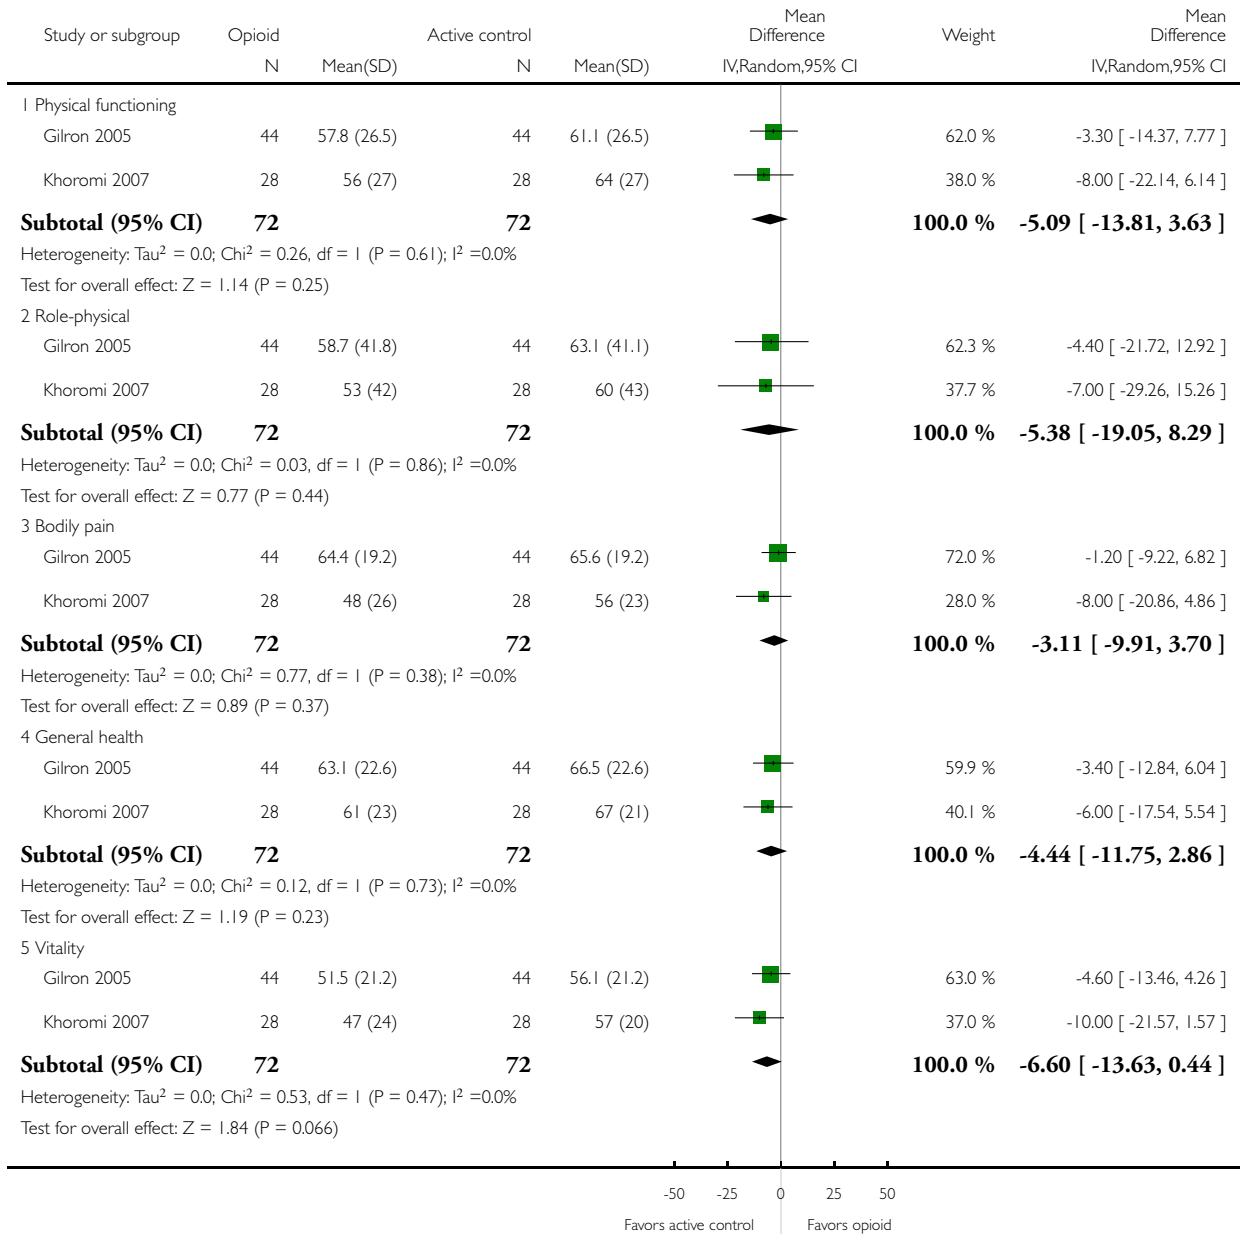 Study or subgroup Opioid Active control Mean Difference Weight Mean Difference
N Mean(SD) N Mean(SD) IV,Random,95% CI IV,Random,95% CI
1 Physical functioning
Gilron 2005 44 57.8 (26.5) 44 61.1 (26.5) 62.0 % -3.30 [ -14.37, 7.77 ]
Khoromi 2007 28 56 (27) 28 64 (27) 38.0 % -8.00 [ -22.14, 6.14 ]
Subtotal (95% CI) 72 72 100.0 % -5.09 [ -13.81, 3.63 ]
Heterogeneity: Tau² = 0.0; Chi² = 0.26, df = 1 (P = 0.61); I² =0.0%
Test for overall effect: Z = 1.14 (P = 0.25)
2 Role-physical
Gilron 2005 44 58.7 (41.8) 44 63.1 (41.1) 62.3 % -4.40 [ -21.72, 12.92 ]
Khoromi 2007 28 53 (42) 28 60 (43) 37.7 % -7.00 [ -29.26, 15.26 ]
Subtotal (95% CI) 72 72 100.0 % -5.38 [ -19.05, 8.29 ]
Heterogeneity: Tau² = 0.0; Chi² = 0.03, df = 1 (P = 0.86); I² =0.0%
Test for overall effect: Z = 0.77 (P = 0.44)
3 Bodily pain
Gilron 2005 44 64.4 (19.2) 44 65.6 (19.2) 72.0 % -1.20 [ -9.22, 6.82 ]
Khoromi 2007 28 48 (26) 28 56 (23) 28.0 % -8.00 [ -20.86, 4.86 ]
Subtotal (95% CI) 72 72 100.0 % -3.11 [ -9.91, 3.70 ]
Heterogeneity: Tau² = 0.0; Chi² = 0.77, df = 1 (P = 0.38); I² =0.0%
Test for overall effect: Z = 0.89 (P = 0.37)
4 General health
Gilron 2005 44 63.1 (22.6) 44 66.5 (22.6) 59.9 % -3.40 [ -12.84, 6.04 ]
Khoromi 2007 28 61 (23) 28 67 (21) 40.1 % -6.00 [ -17.54, 5.54 ]
Subtotal (95% CI) 72 72 100.0 % -4.44 [ -11.75, 2.86 ]
Heterogeneity: Tau² = 0.0; Chi² = 0.12, df = 1 (P = 0.73); I² =0.0%
Test for overall effect: Z = 1.19 (P = 0.23)
5 Vitality
Gilron 2005 44 51.5 (21.2) 44 56.1 (21.2) 63.0 % -4.60 [ -13.46, 4.26 ]
Khoromi 2007 28 47 (24) 28 57 (20) 37.0 % -10.00 [ -21.57, 1.57 ]
Subtotal (95% CI) 72 72 100.0 % -6.60 [ -13.63, 0.44 ]
Heterogeneity: Tau² = 0.0; Chi² = 0.53, df = 1 (P = 0.47); I² =0.0%
Test for overall effect: Z = 1.84 (P = 0.066)
-50 -25 0 25 50
Favors active control Favors opioid